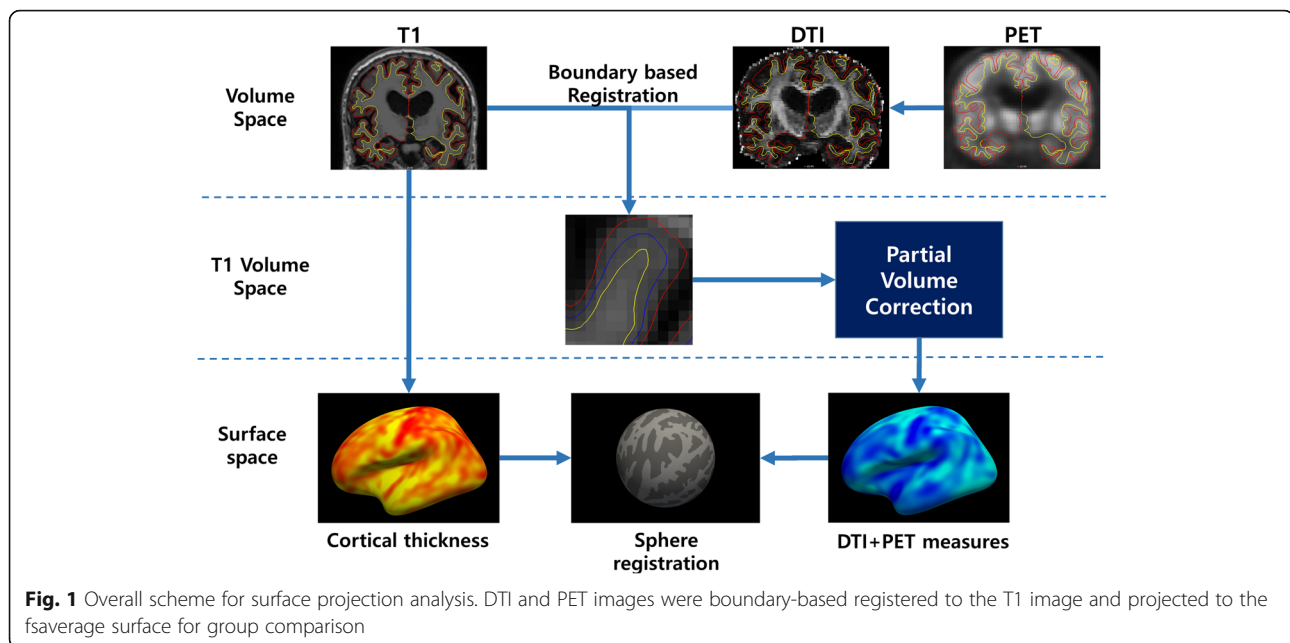 T1
DTI
PET
Volume
Space
Boundary based
Registration
T1 Volume
Space
Partial
Volume
Correction
Surface
space
Cortical thickness
Sphere
registration
DTI+PET measures
Fig. 1 Overall scheme for surface projection analysis. DTI and PET images were boundary-based registered to the T1 image and projected to the
fsaverage surface for group comparison